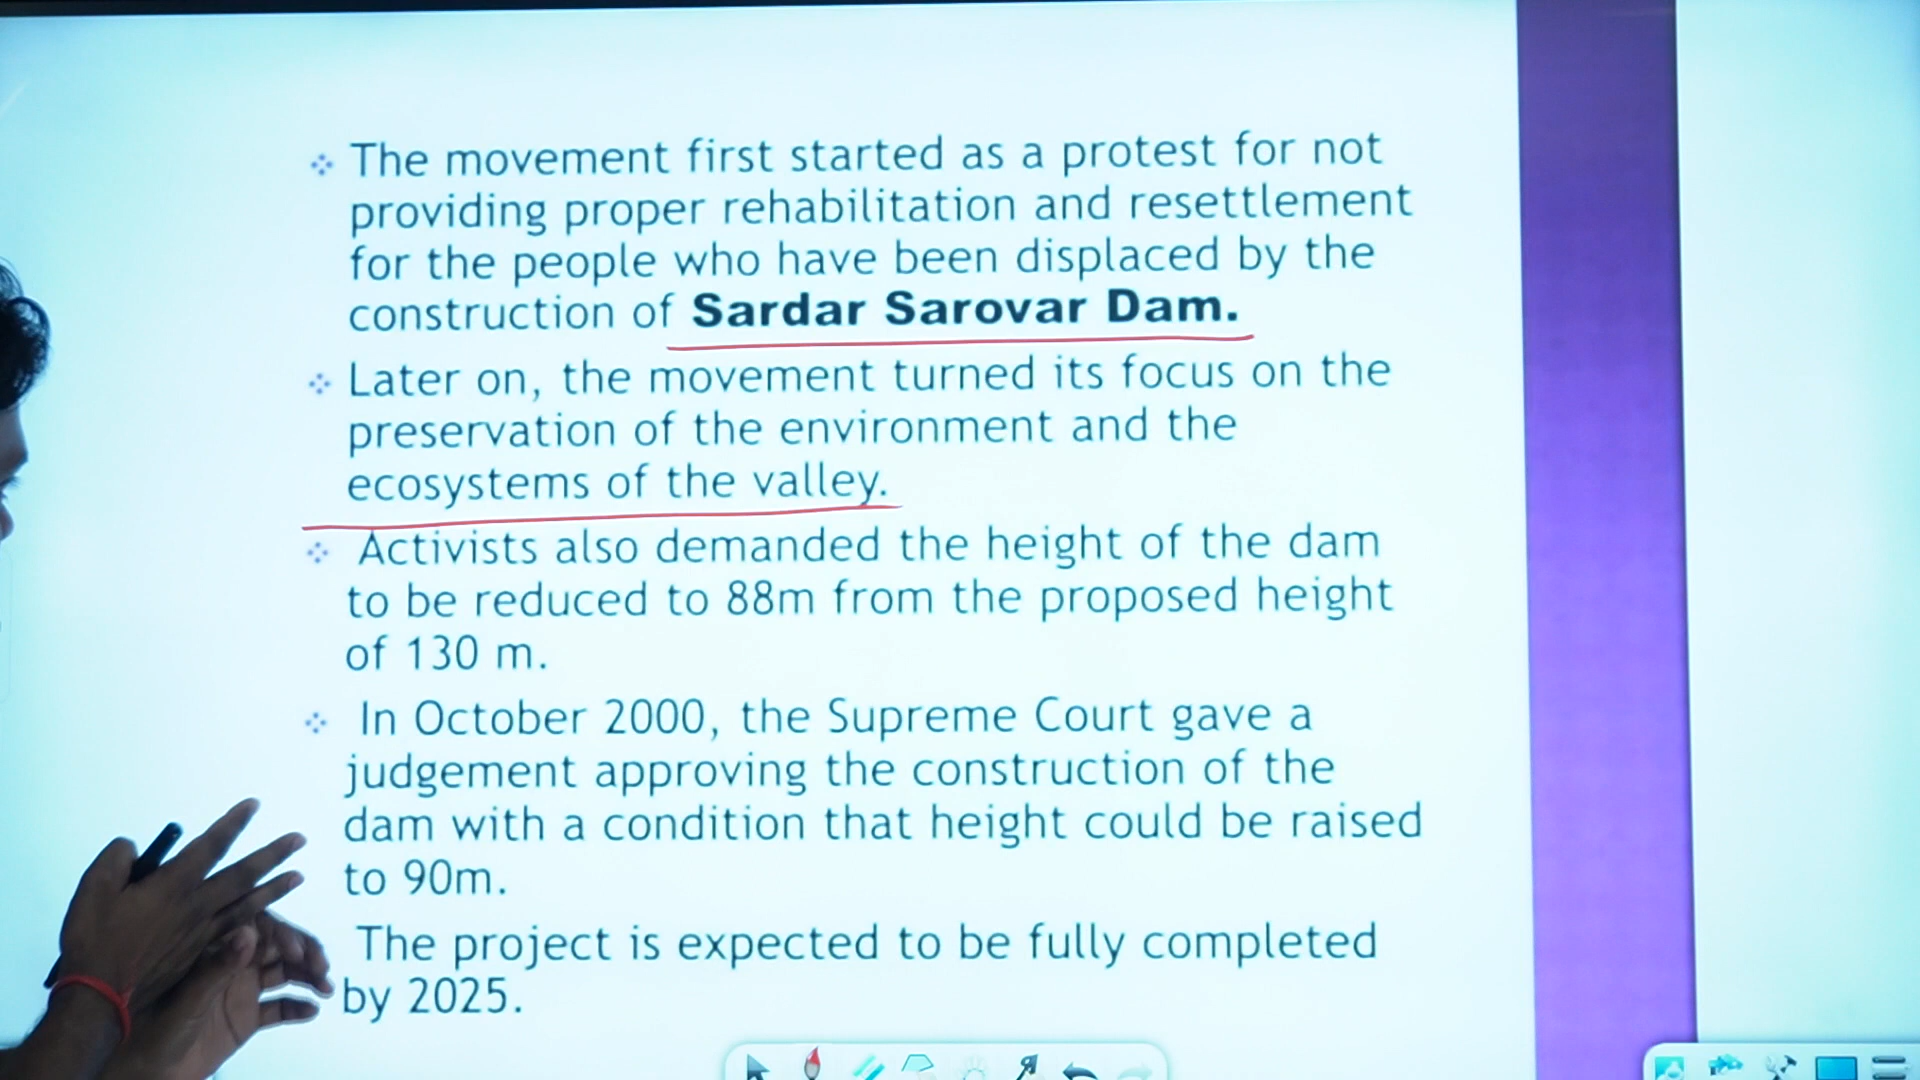 The movement first started as a protest for not
providing proper rehabilitation and resettlement
for the people who have been displaced by the
construction of Sardar Sarovar Dam.
Later on, the movement turned its focus on the
preservation of the environment and the
ecosystems of the valley.
Activists also demanded the height of the dam
to be reduced to 88m from the proposed height
of 130 m.
In October 2000, the Supreme Court gave a
judgement approving the construction of the
dam with a condition that height could be raised
to 90m.
The project is expected to be fully completed
by 2025.